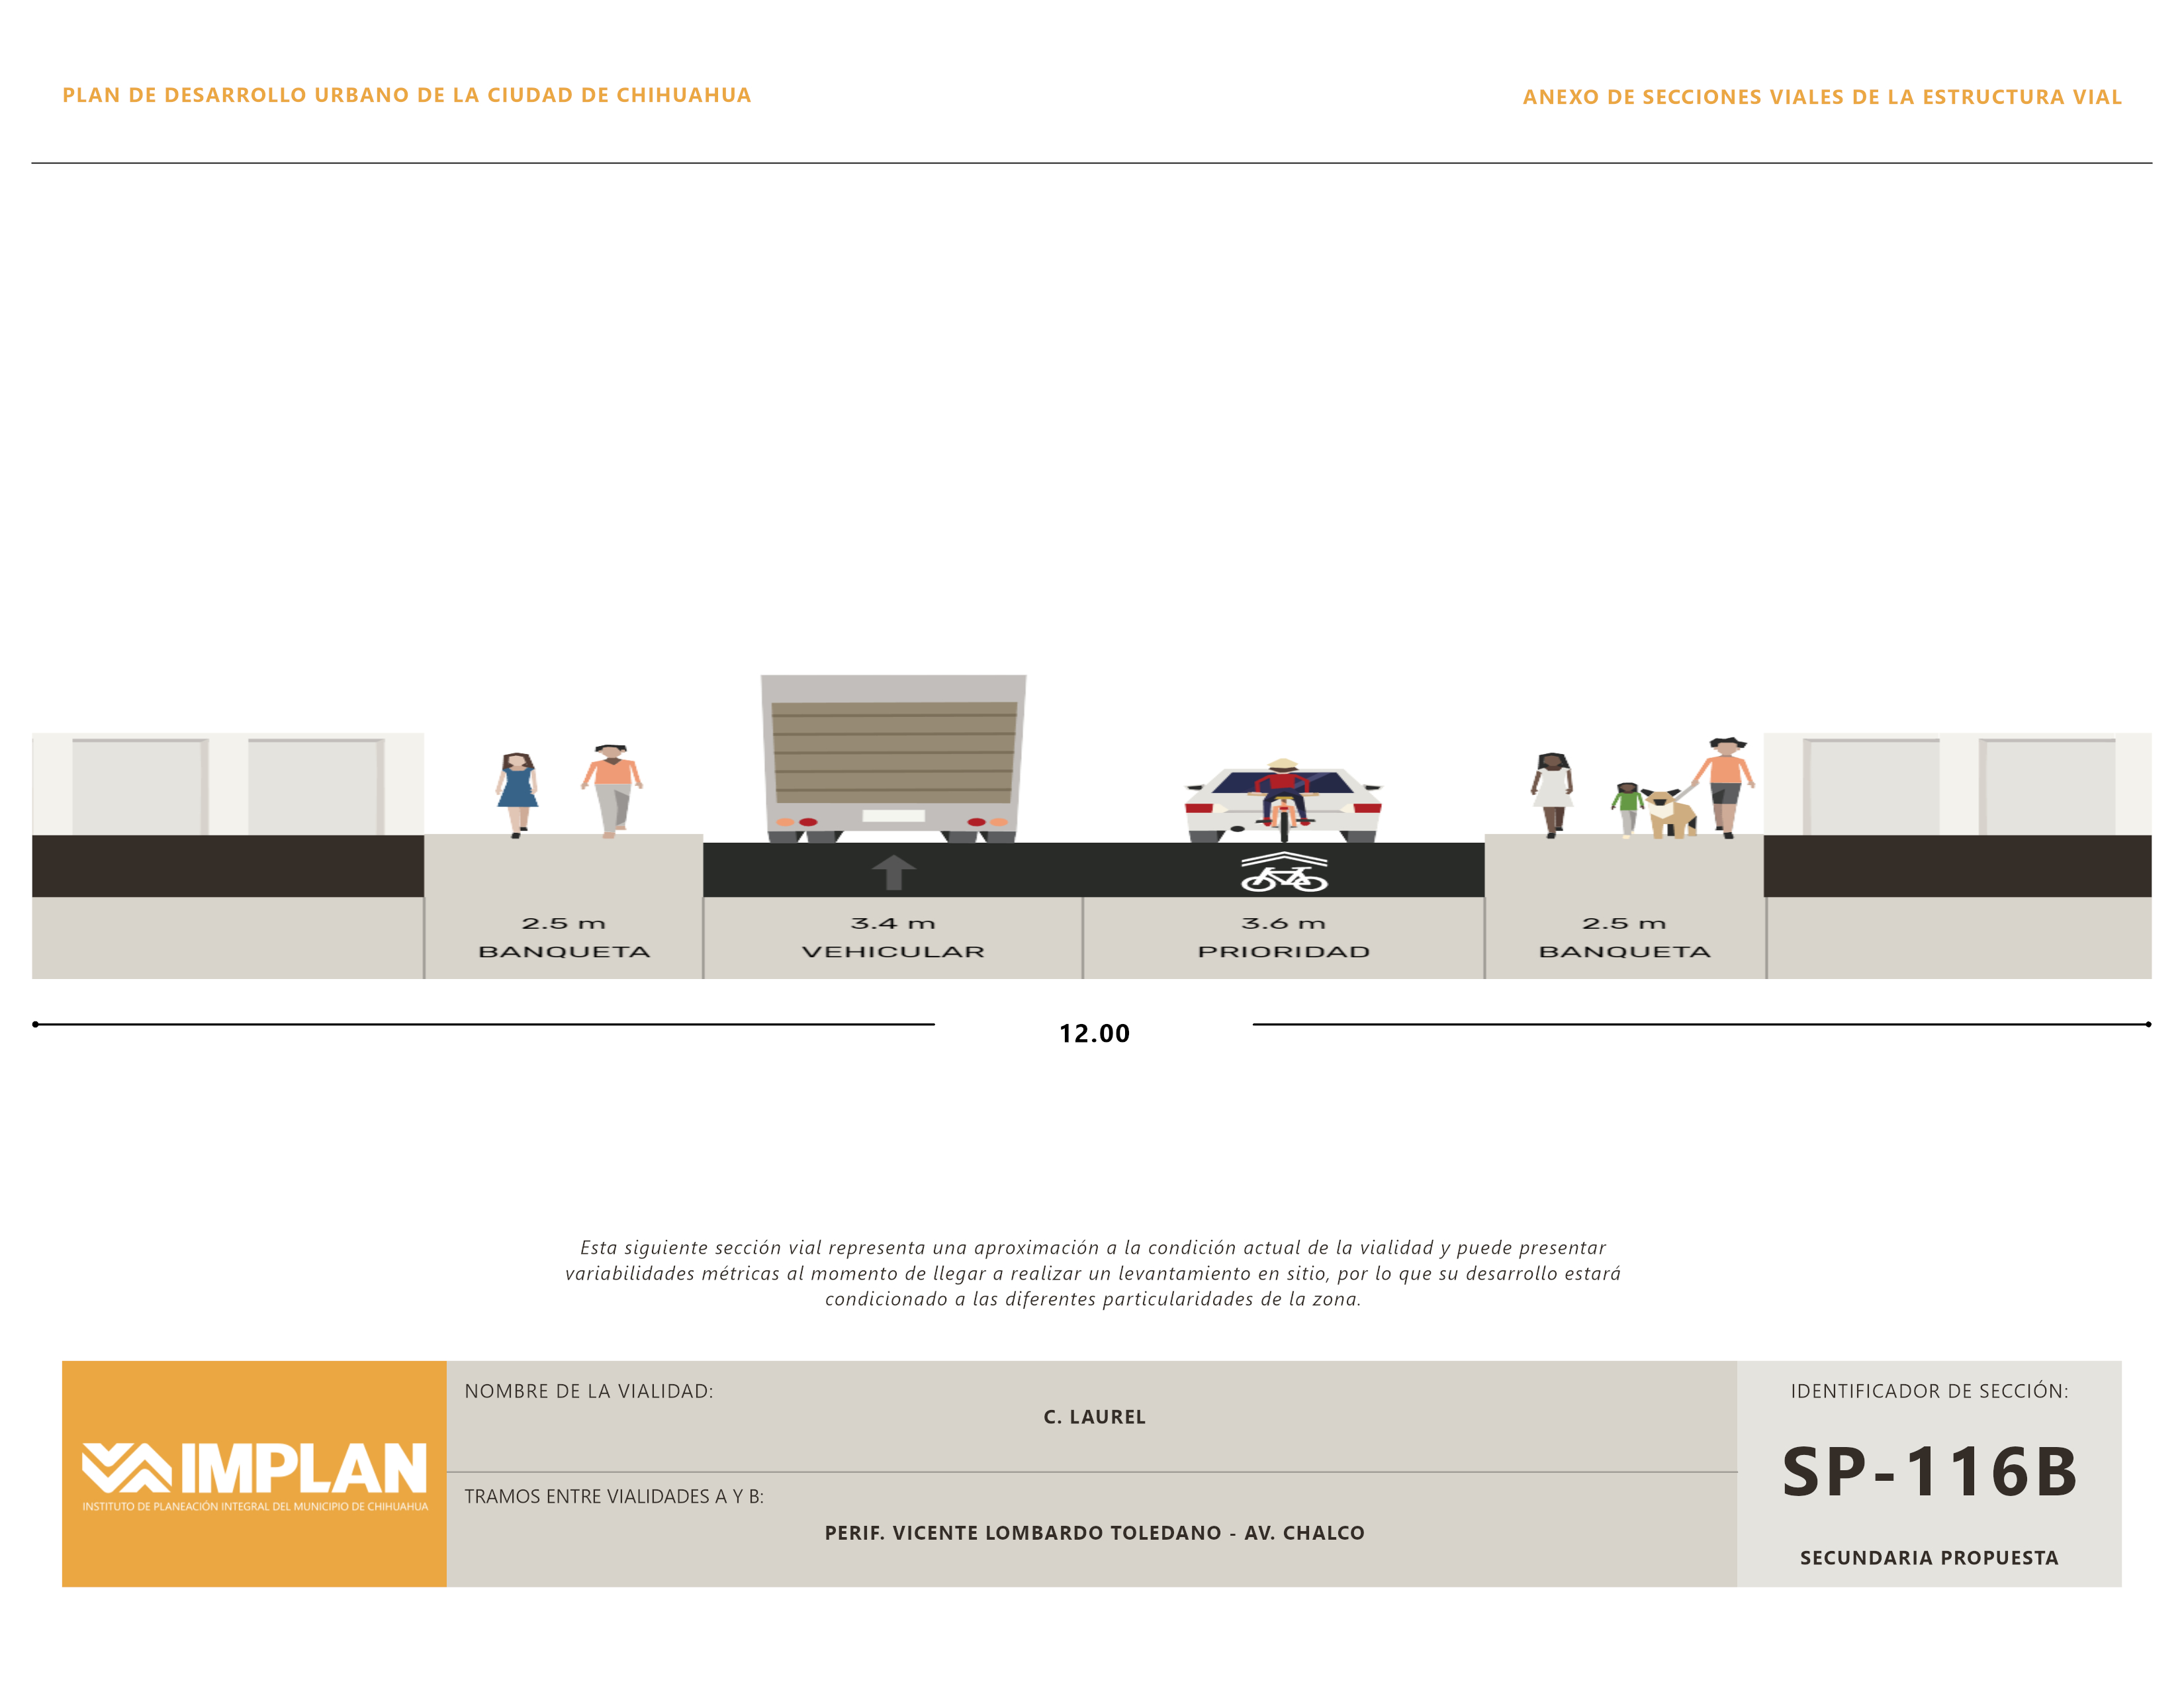 PLAN DE DESARROLLO URBANO DE LA CIUDAD DE CHIHUAHUA
ANEXO DE SECCIONES VIALES DE LA ESTRUCTURA VIAL
2.5 m
BANQUETA
3.4 m
VEHICULAR
3.6 m
PRIORIDAD
2.5 m
BANQUETA
12.00
Esta siguiente sección vial representa una aproximación a la condición actual de la vialidad y puede presentar
variabilidades métricas al momento de llegar a realizar un levantamiento en sitio, por lo que su desarrollo estará
condicionado a las diferentes particularidades de la zona.
IMPLAN
INSTITUTO DE PLANEACIÓN INTEGRAL DEL MUNICIPIO DE CHIHUAHUA
NOMBRE DE LA VIALIDAD:
C. LAUREL
TRAMOS ENTRE VIALIDADES A Y B:
PERIF. VICENTE LOMBARDO TOLEDANO - AV. CHALCO
IDENTIFICADOR DE SECCIÓN:
SP-116B
SECUNDARIA PROPUESTA